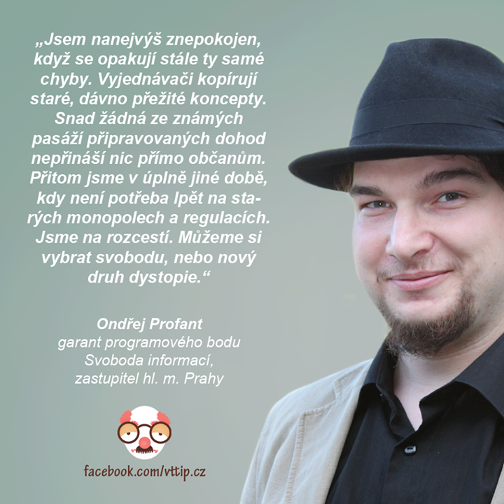 „Jsem nanejvýš znepokojen,
když se opakují stále ty samé
chyby. Vyjednávači kopírují
staré, dávno přežité koncepty.
Snad žádná ze známých
pasáží připravovaných dohod
nepřináší nic přímo občanům.
Přitom jsme v úplně jiné době,
kdy není potřeba lpět na sta-
rých monopolech a regulacích.
Jsme na rozcestí. Můžeme si
vybrat svobodu, nebo nový
druh dystopie.“
Ondřej Profant
garant programového bodu
Svoboda informací,
zastupitel hl. m. Prahy
facebook.com/vttip.cz